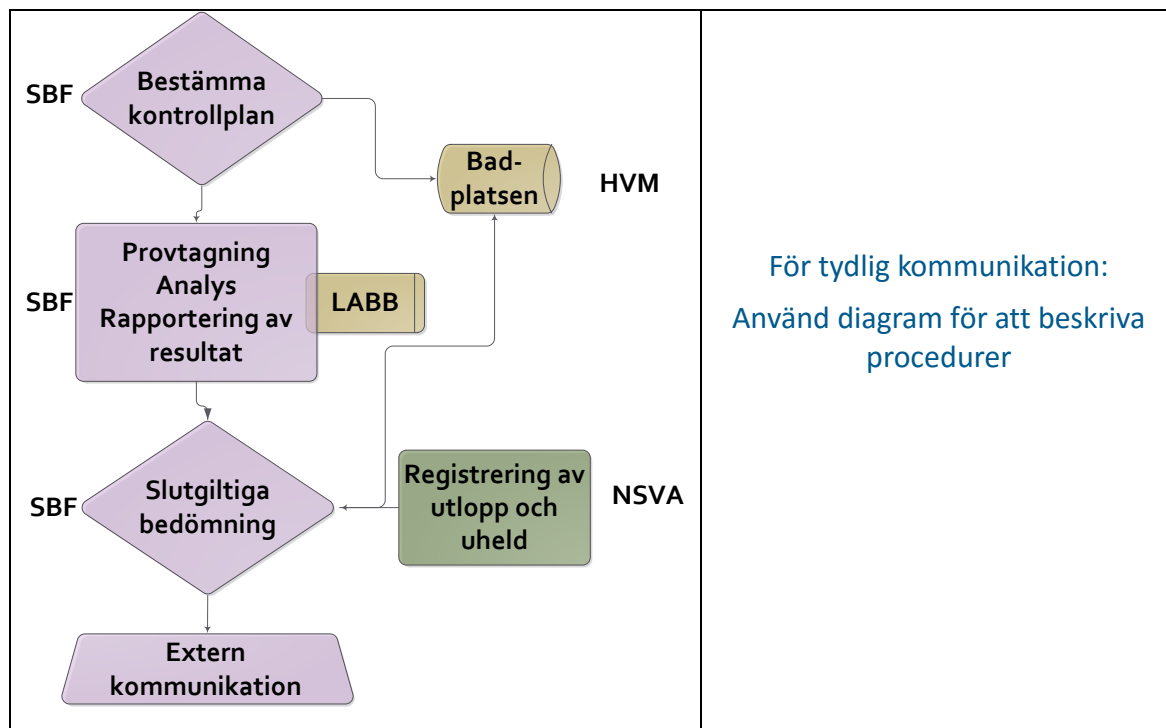 SBF
Bestämma
kontrollplan
Bad-
platsen
HVM
SBF
Provtagning
Analys
Rapportering av
resultat
LABB
SBF
Slutgiltiga
bedömning
Registrering av
utlopp och
uheld
NSVA
Extern
kommunikation
För tydlig kommunikation:
Använd diagram för att beskriva
procedurer